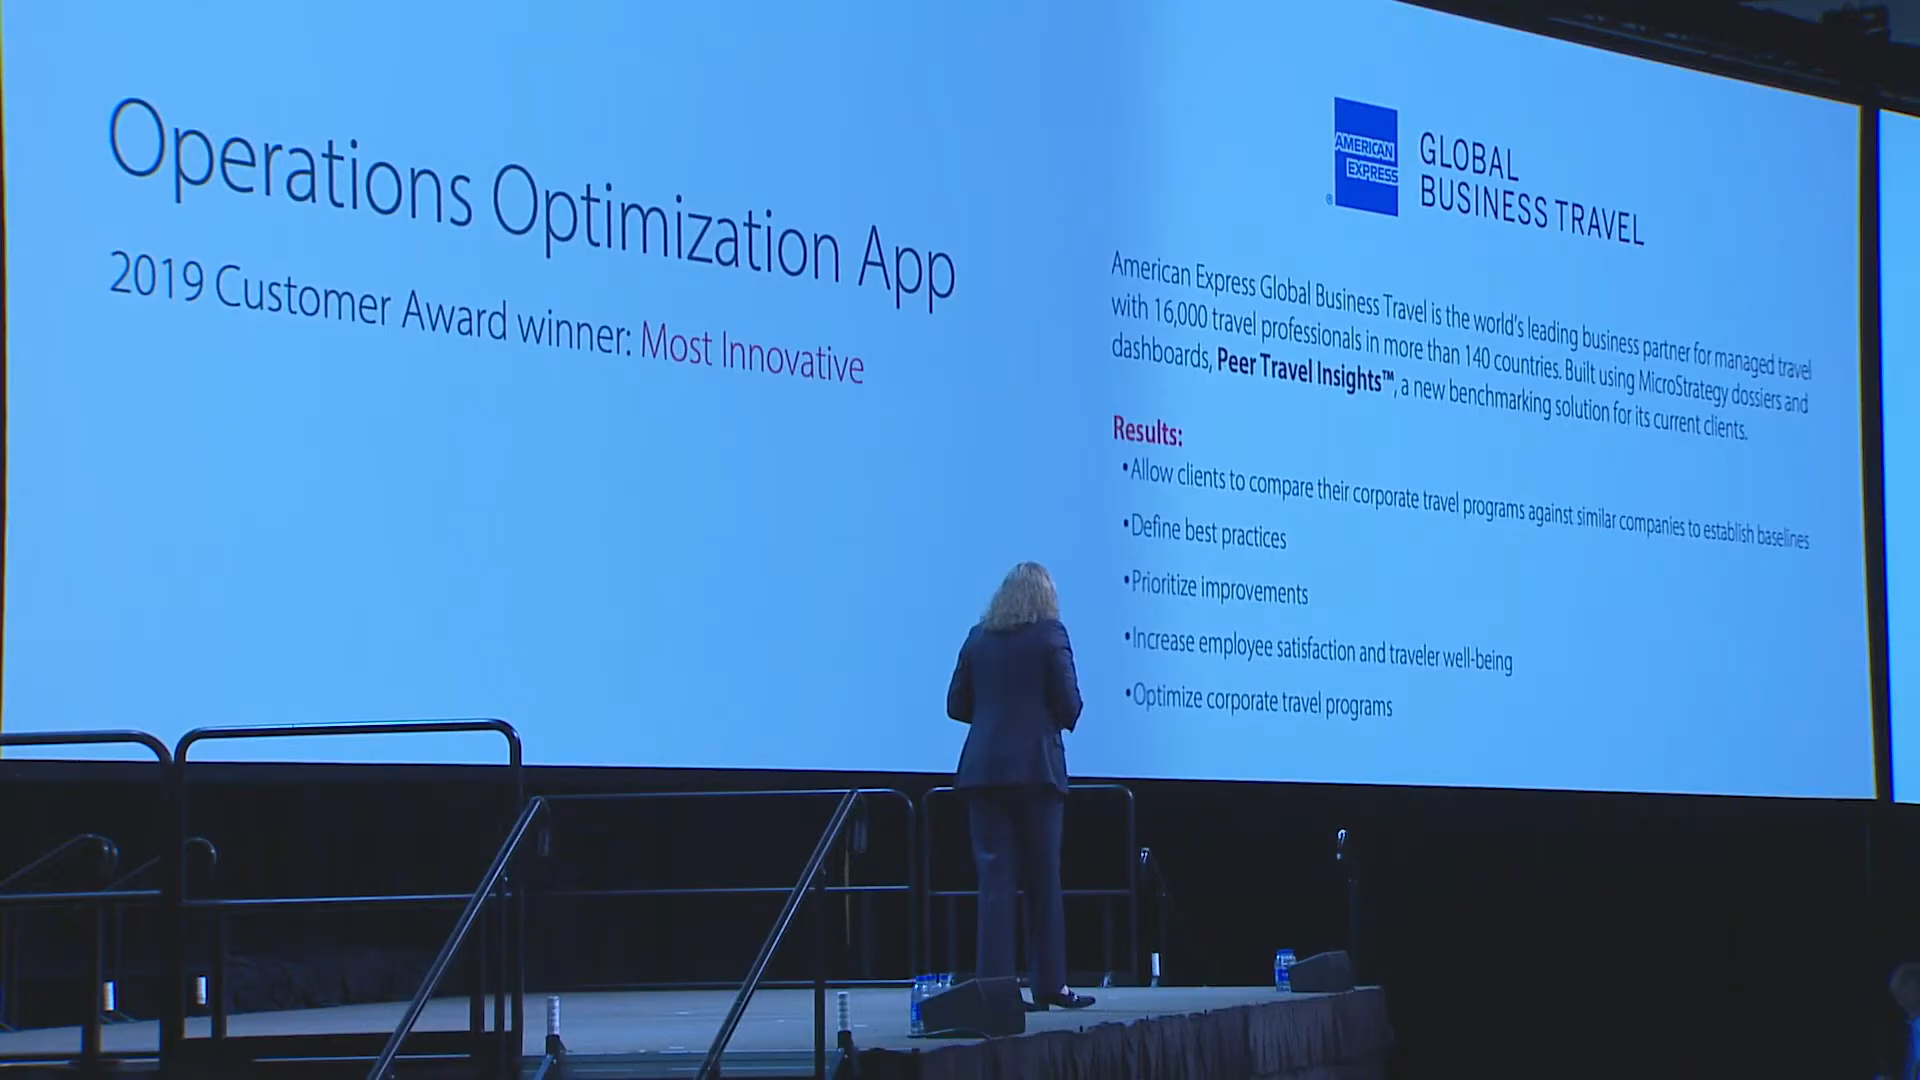 Operations Optimization App
2019 Customer Award winner: Most Innovative
AMERICAN
EXPRESS
®
GLOBAL
BUSINESS TRAVEL
American Express Global Business Travel is the world's leading business partner for managed travel
with 16,000 travel professionals in more than 140 countries. Built using MicroStrategy dossiers and
dashboards, Peer Travel Insights™, a new benchmarking solution for its current clients.
Results:
•Allow clients to compare their corporate travel programs against similar companies to establish baselines
•Define best practices
•Prioritize improvements
•Increase employee satisfaction and traveler well-being
•Optimize corporate travel programs